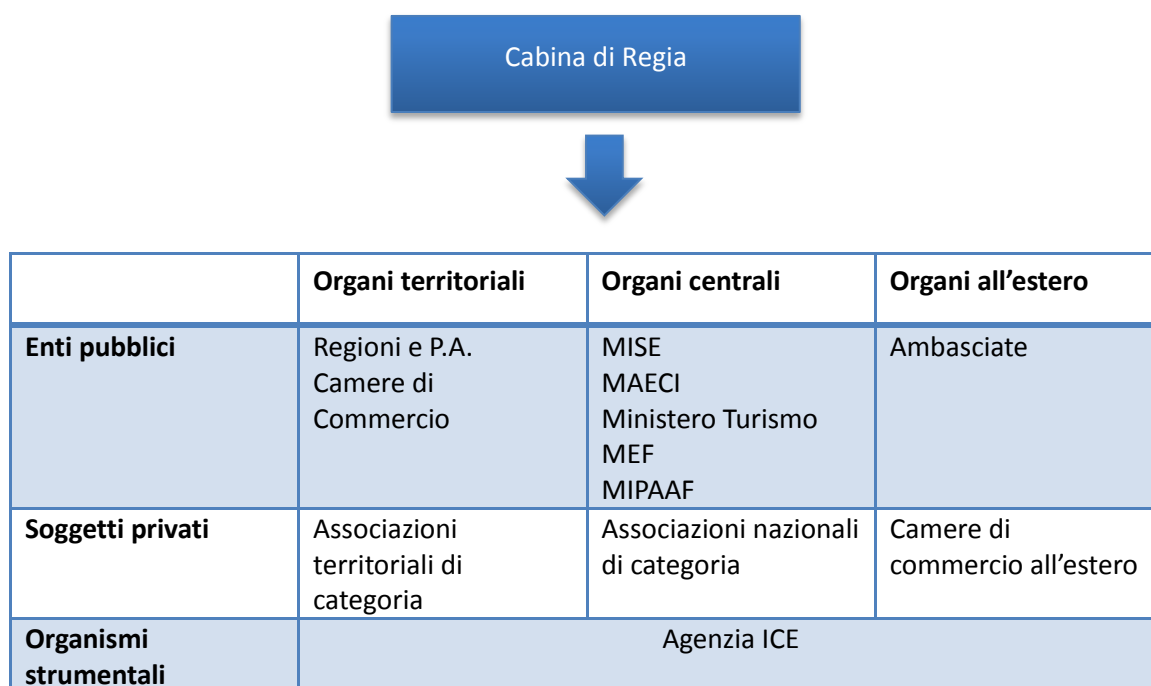 Cabina di Regia
Organi territoriali
Organi centrali
Organi all’estero
Enti pubblici
Regioni e P.A.
Camere di
Commercio
MISE
MAECI
Ministero Turismo
MEF
MIPAAF
Ambasciate
Soggetti privati
Associazioni
territoriali di
categoria
Associazioni nazionali
di categoria
Camere di
commercio all’estero
Organismi
strumentali
Agenzia ICE